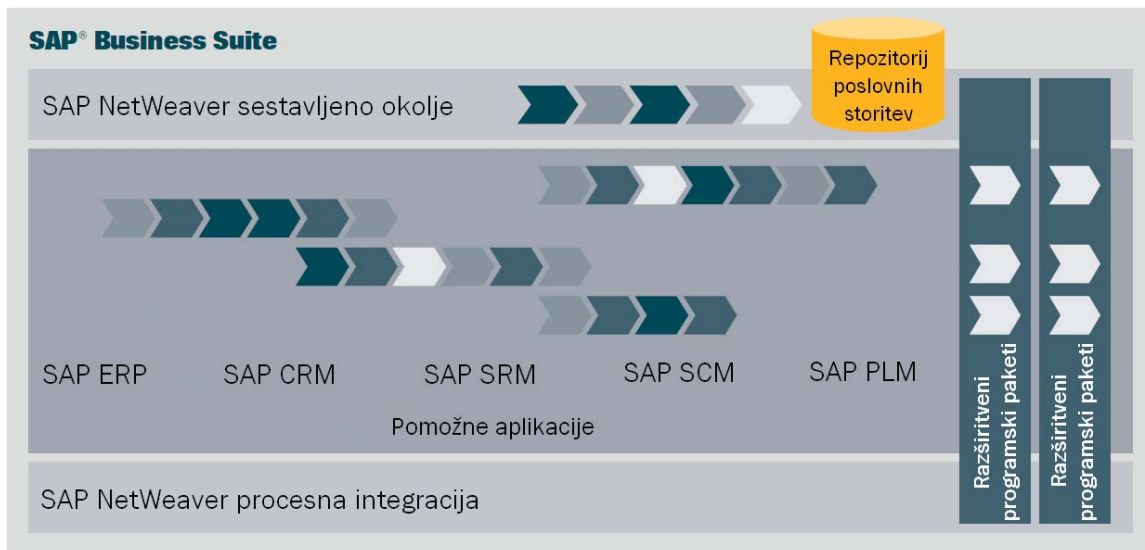 SAP® Business Suite
Repozitorij
poslovnih
storitev
SAP NetWeaver sestavljeno okolje
SAP ERP
SAP CRM
SAP SRM
SAP SCM
SAP PLM
Pomožne aplikacije
SAP NetWeaver procesna integracija
Razširitveni
programski paketi
Razširitveni
programski paketi